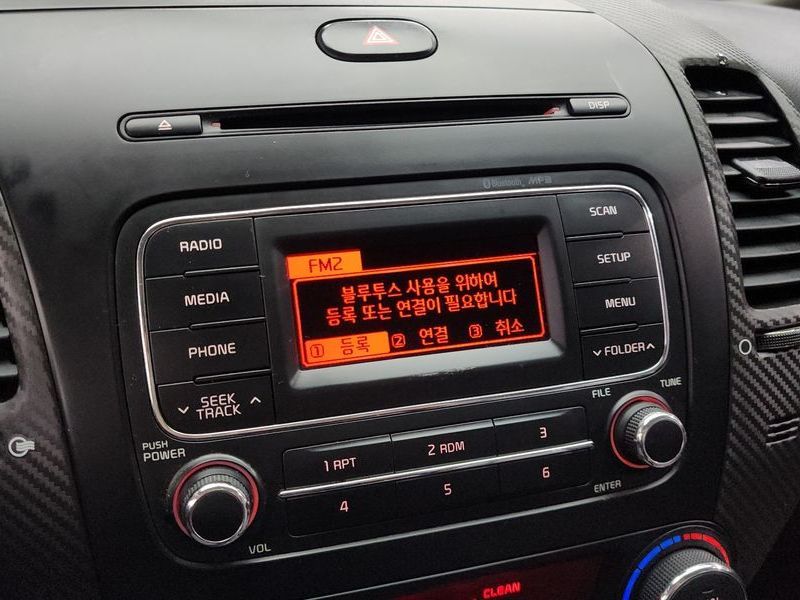 DISP
Bluetooth MP3
RADIO
MEDIA
PHONE
SEEK
TRACK
FM2
블루투스 사용을 위하여
등록 또는 연결이 필요합니다
① 등록 ② 연결 ③ 취소
SCAN
SETUP
MENU
FOLDER
PUSH
POWER
VOL
1 RPT
2 RDM
3
4
5
6
FILE
TUNE
ENTER
CLEAN